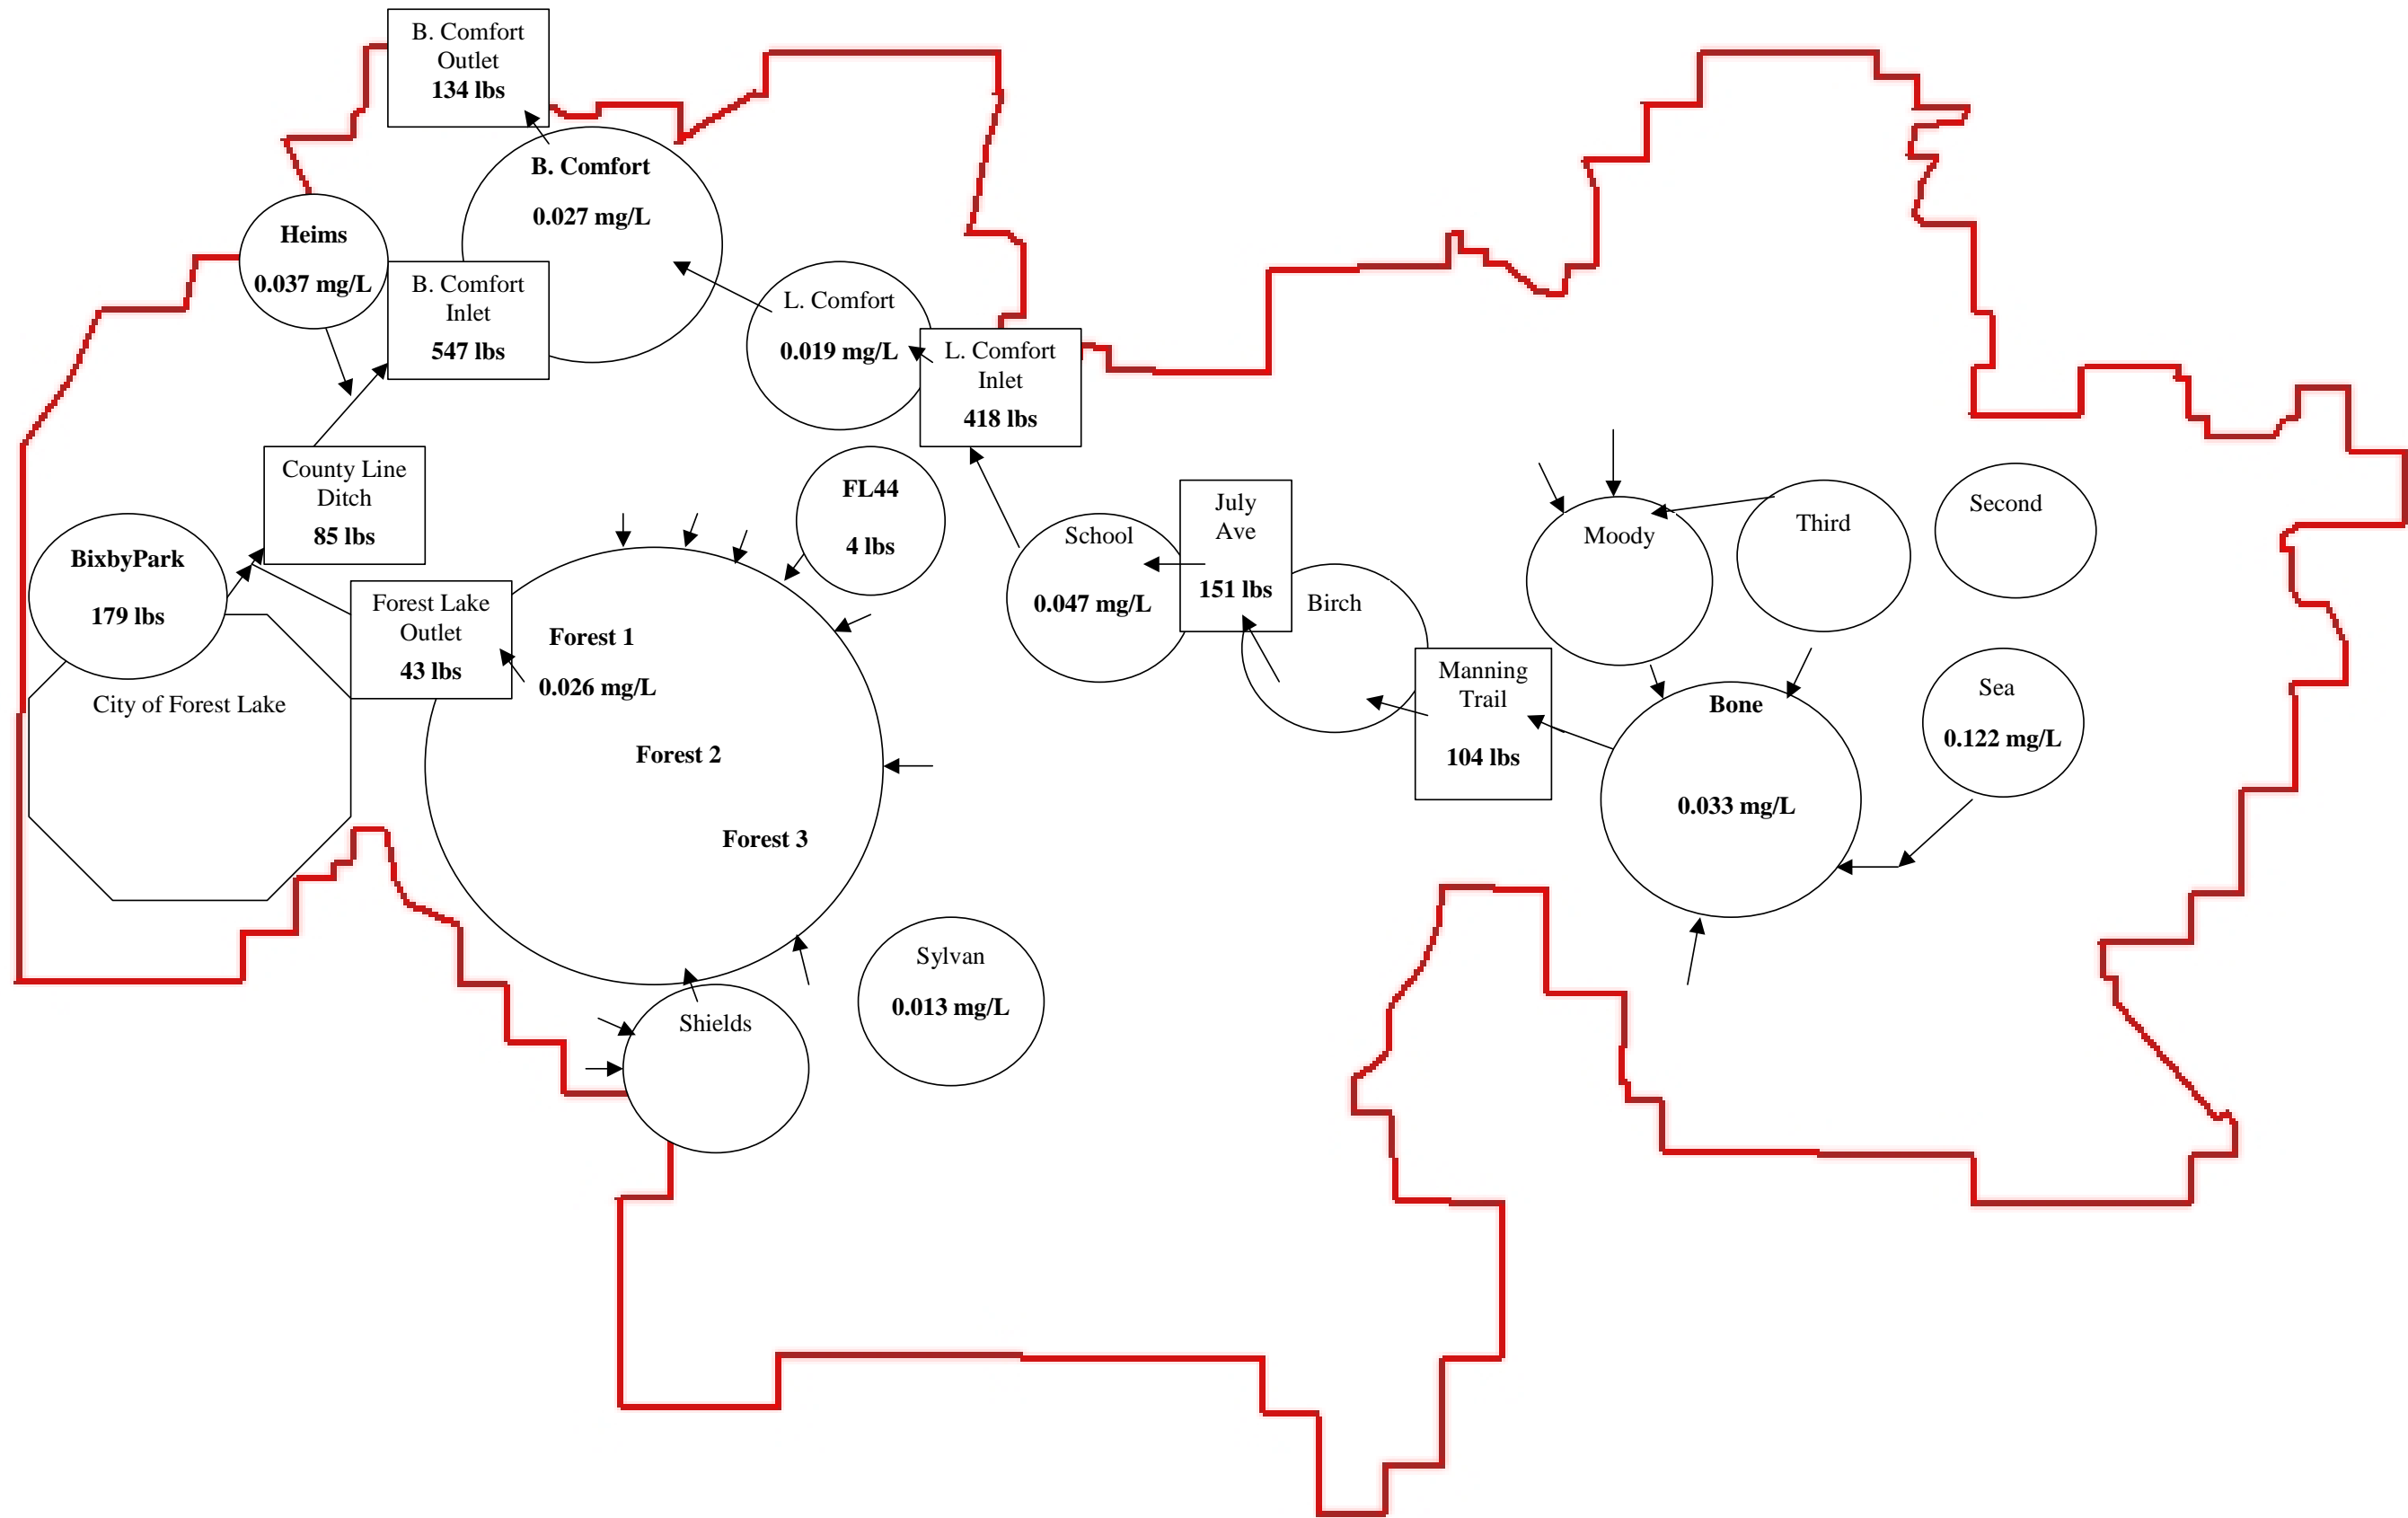 B. Comfort
Outlet
134 lbs
B. Comfort
0.027 mg/L
Heims
0.037 mg/L
B. Comfort
Inlet
547 lbs
L. Comfort
0.019 mg/L
L. Comfort
Inlet
418 lbs
County Line
Ditch
85 lbs
FL44
4 lbs
BixbyPark
179 lbs
Forest Lake
Outlet
43 lbs
City of Forest Lake
Forest 1
0.026 mg/L
Forest 2
Forest 3
School
0.047 mg/L
July
Ave
151 lbs
Birch
Manning
Trail
104 lbs
Moody
Third
Second
Bone
0.033 mg/L
Sea
0.122 mg/L
Sylvan
0.013 mg/L
Shields